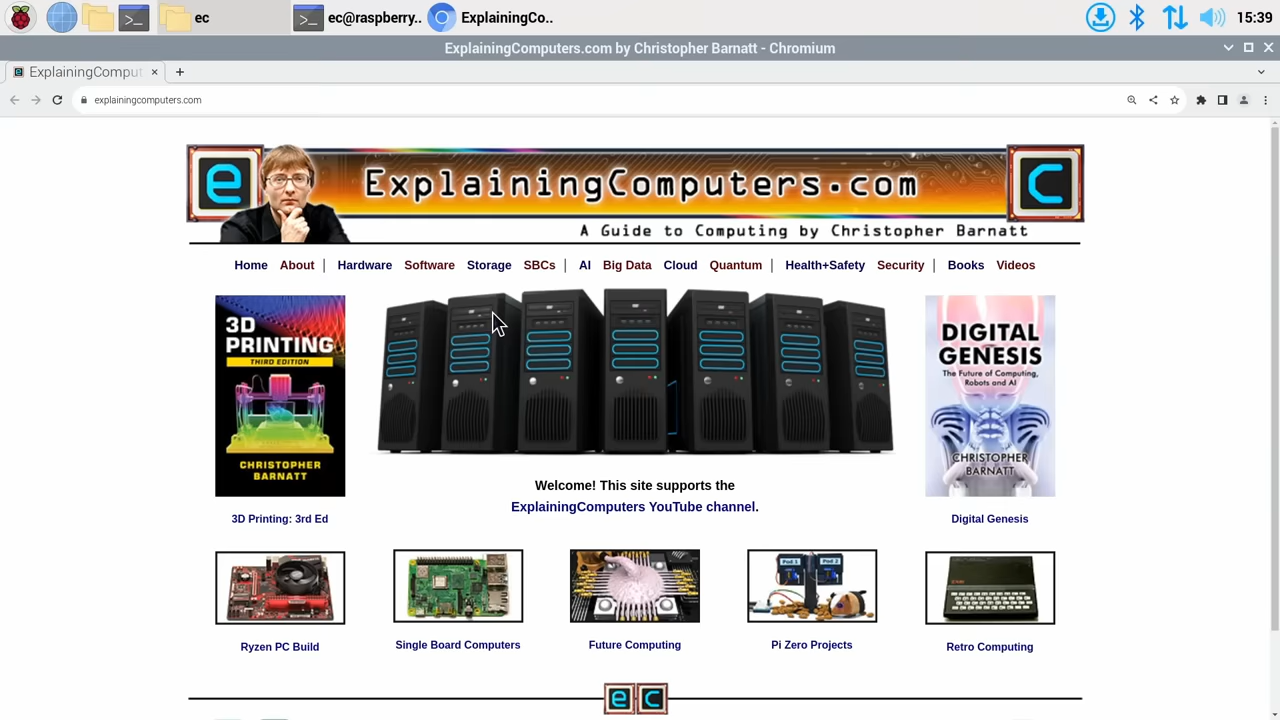 ec
ec@raspberry..
ExplainingCo..
15:39
ExplainingComputers.com by Christopher Barnatt - Chromium
ExplainingComput
explainingcomputers.com
e
ExplainingComputers.com
c
A Guide to Computing by Christopher Barnatt
Home About | Hardware Software Storage SBCs | AI Big Data Cloud Quantum | Health+Safety Security | Books Videos
3D
PRINTING
THIRD EDITION
CHRISTOPHER
BARNATT
DIGITAL
GENESIS
The Future of Computing,
Robots and AI
CHRISTOPHER
BARNATT
Welcome! This site supports the
ExplainingComputers YouTube channel.
3D Printing: 3rd Ed
Digital Genesis
Pod 1
Pod 2
Ryzen PC Build
Single Board Computers
Future Computing
Pi Zero Projects
Retro Computing
e c